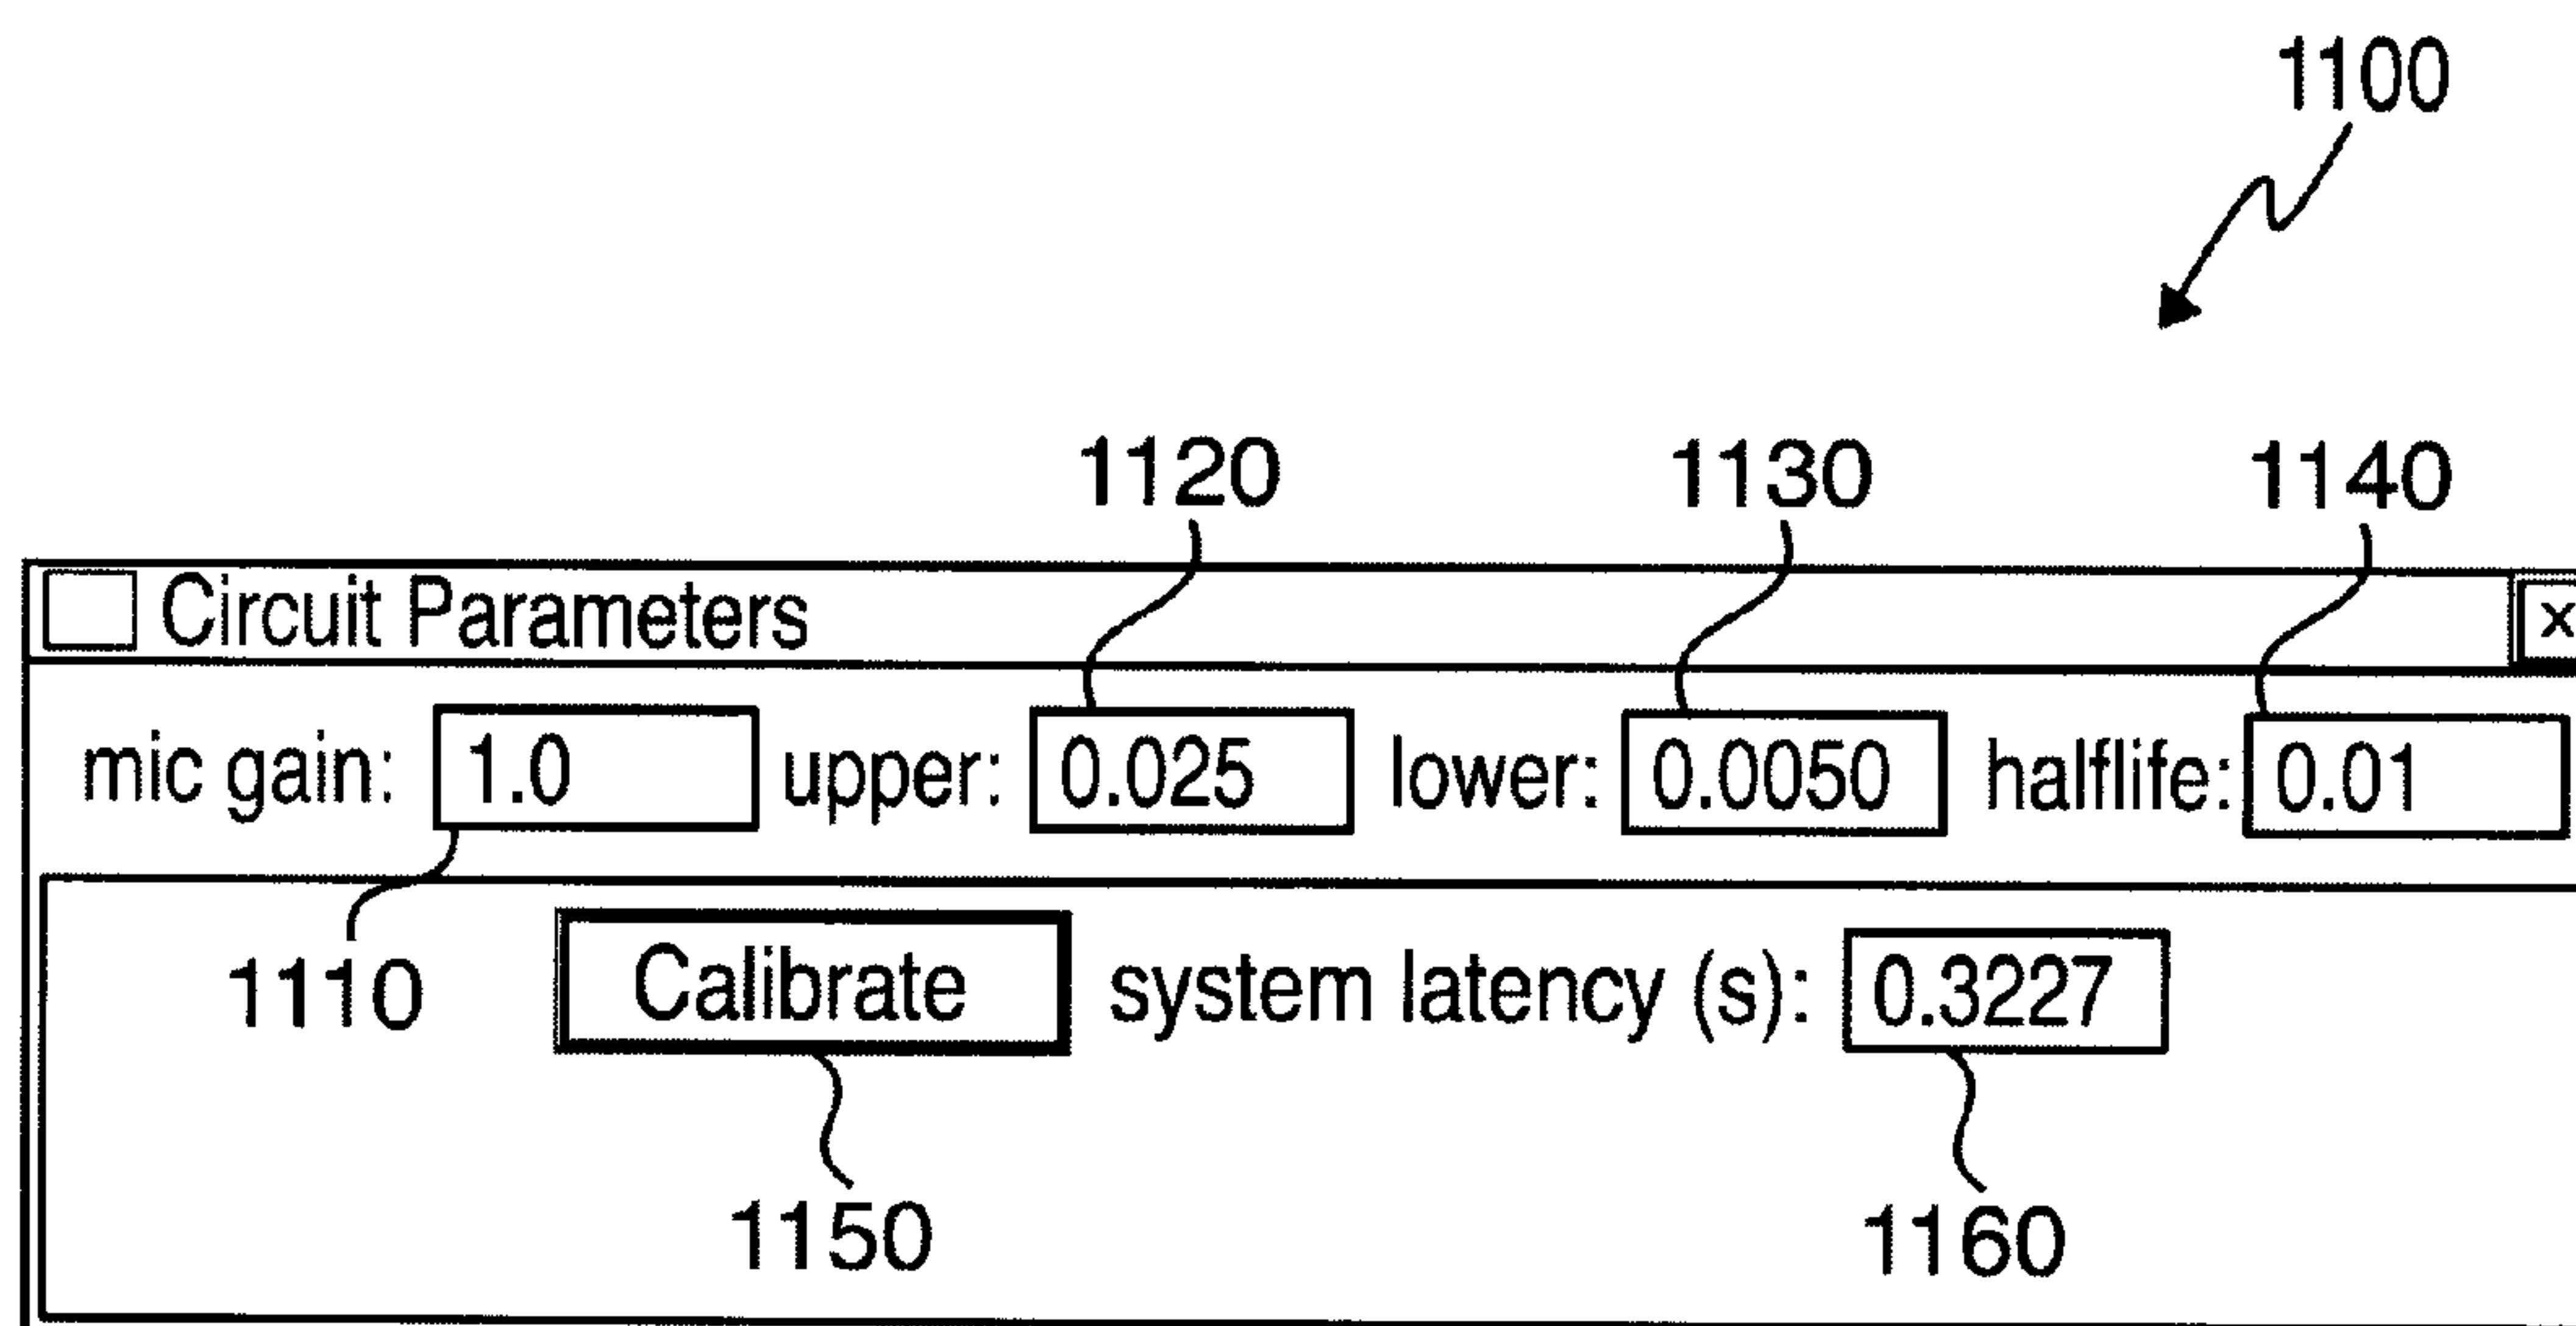 1100
1120 1130 1140
Circuit Parameters x
mic gain: 1.0 upper: 0.025 lower: 0.0050 halflife: 0.01
1110 Calibrate system latency (s): 0.3227
1150 1160